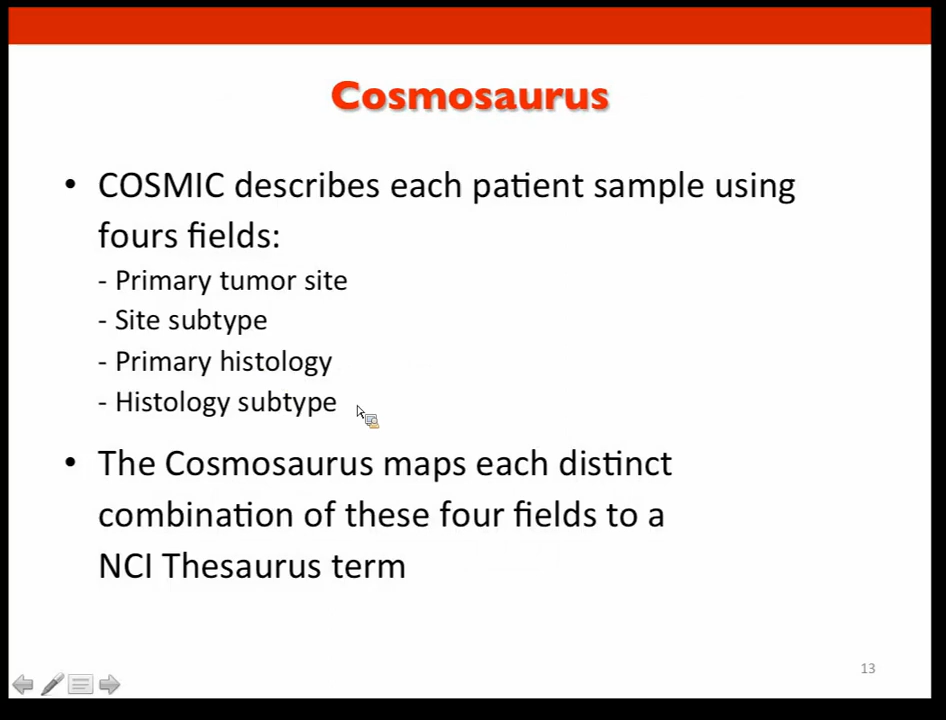 Cosmosaurus
• COSMIC describes each patient sample using
fours fields:
- Primary tumor site
- Site subtype
- Primary histology
- Histology subtype
• The Cosmosaurus maps each distinct
combination of these four fields to a
NCI Thesaurus term
13